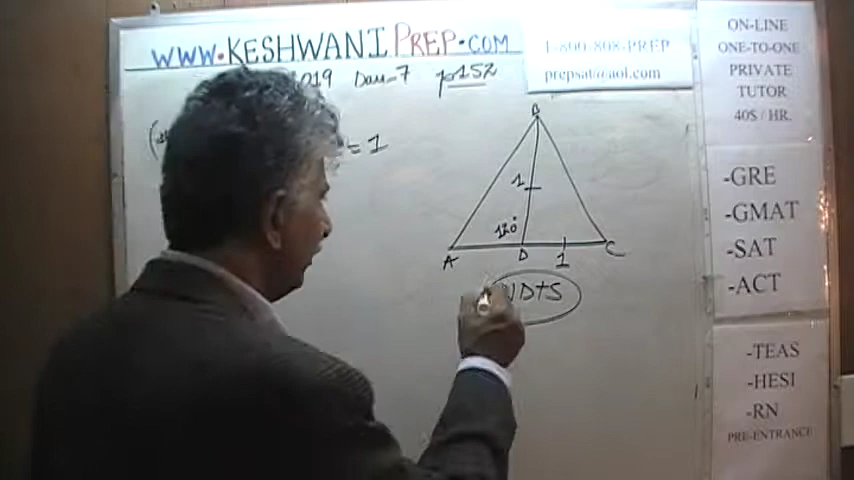 WWW.KESHWANIPREP.COM
1-800-808-PREP
prepsat@aol.com
2019 Day-7 p152
= 1
B
1
120°
A D C
1
NDTS
ON-LINE
ONE-TO-ONE
PRIVATE
TUTOR
40$ / HR.
-GRE
-GMAT
-SAT
-ACT
-TEAS
-HESI
-RN
PRE-ENTRANCE